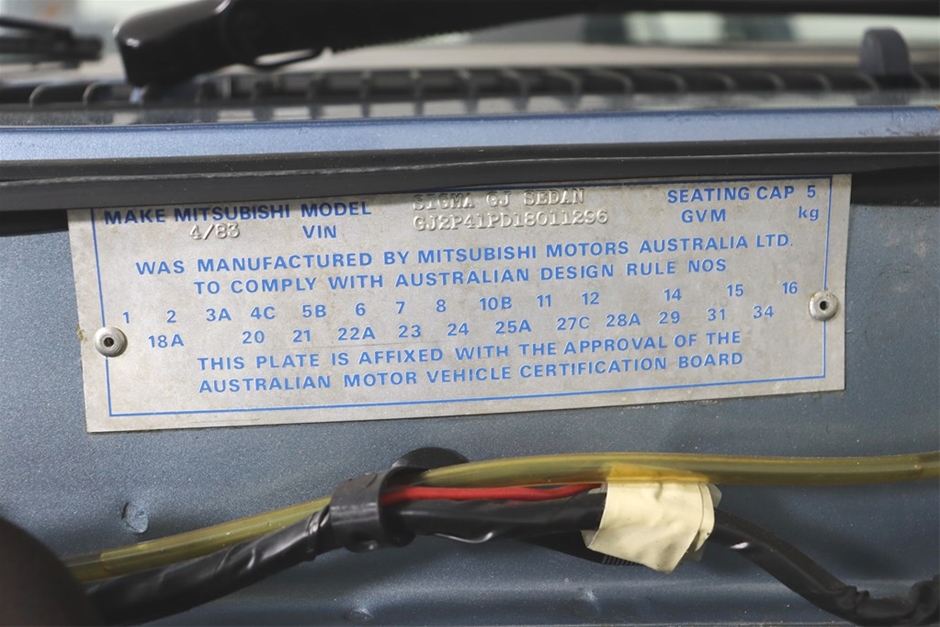 MAKE MITSUBISHI MODEL SIGMA GJ SEDAN SEATING CAP 5
4/83 VIN GJ2P41PD18011296 GVM kg
WAS MANUFACTURED BY MITSUBISHI MOTORS AUSTRALIA LTD.
TO COMPLY WITH AUSTRALIAN DESIGN RULE NOS
1 2 3A 4C 5B 6 7 8 10B 11 12 14 15 16
18A 20 21 22A 23 24 25A 27C 28A 29 31 34
THIS PLATE IS AFFIXED WITH THE APPROVAL OF THE
AUSTRALIAN MOTOR VEHICLE CERTIFICATION BOARD